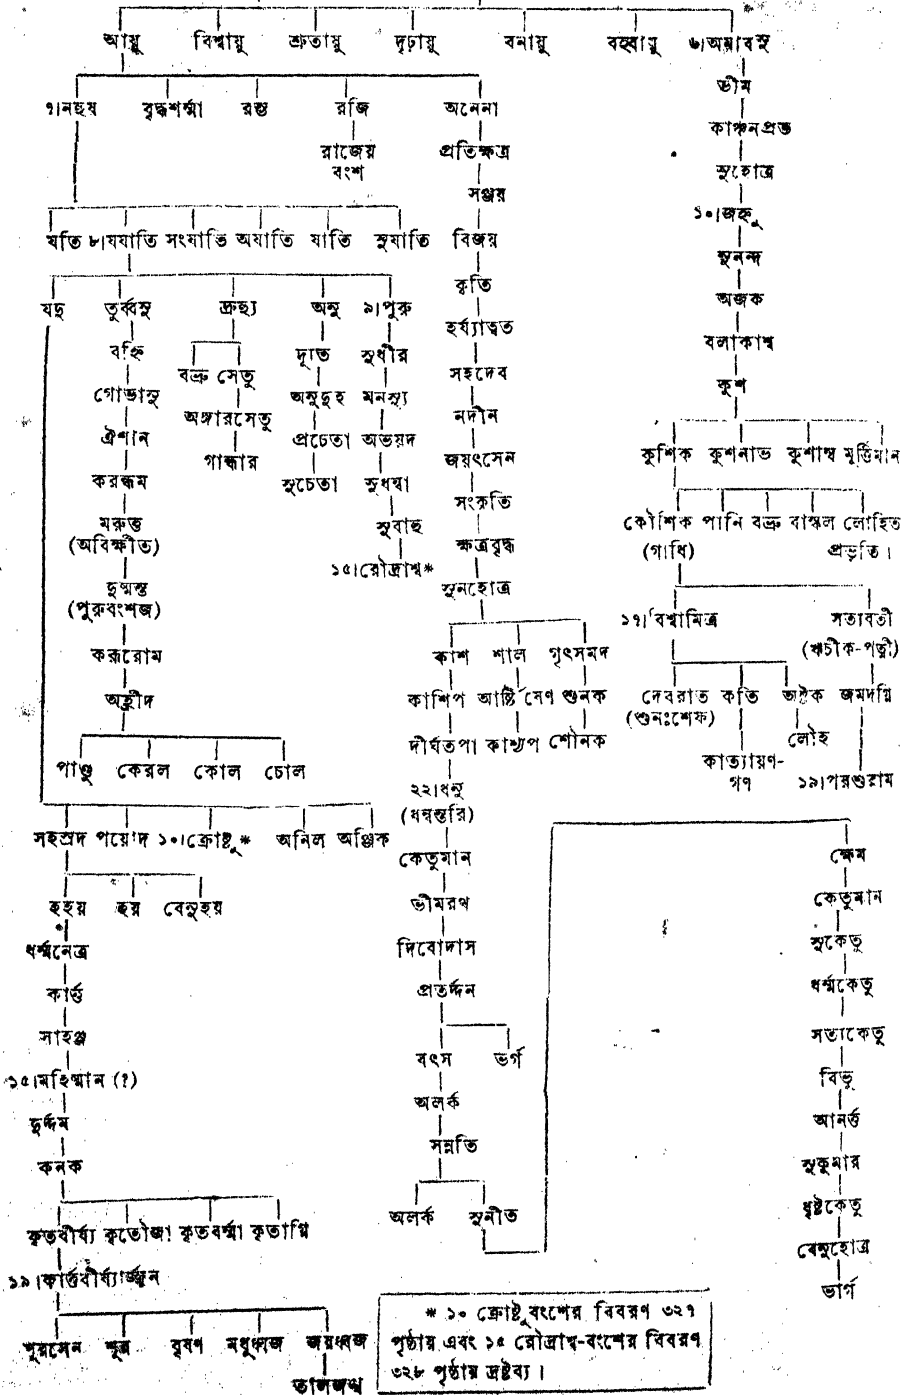 আয়ু বিশ্বায়ু শ্রুতায়ু দৃঢ়ায়ু বনায়ু বহ্বায়ু ৬।অমাবসু
ভীম
৭।নহুষ বৃদ্ধশর্ম্মা রম্ভ রজি অনেনা
কাঞ্চনপ্রভ
রাজেয় প্রতিক্ষত্র
বংশ
সুহোত্র
সঞ্জয়
১০।জহ্নু
যতি ৮।যযাতি সংযাতি অযাতি যাতি সুযাতি বিজয়
সুনন্দ
কৃতি
অজক
যদু তুর্ব্বসু দ্রুহ্যু অনু ৯।পুরু
হর্য্যাত্বত
বলাকাশ্ব
বহ্নি দ্যূত সুধীর
বভ্রু সেতু সহদেব
কুশ
গোভানু অনুদুহ মনস্যু
অঙ্গারসেতু নদীন
ঐশান প্রচেতা অভয়দ
গান্ধার জয়ৎসেন কুশিক কুশনাভ কুশাম্ব মূর্ত্তিমান
করন্ধম সুচেতা সুধন্বা
সংকৃতি
মরুত্ত সুবাহু কৌশিক পানি বভ্রু বাস্কল লোহিত
(অবিক্ষীত) ক্ষত্রবৃদ্ধ (গাধি) প্রভৃতি।
১৫।রৌদ্রাশ্ব*
দুষ্মন্ত সুনহোত্র
(পুরুবংশজ)
১৭।বিশ্বামিত্র সত্যবতী
করূরোম কাশ শাল গৃৎসমদ (ঋচীক-পত্নী)
অহ্রীদ কাশিপ আর্ষ্টিষেণ শুনক দেবরাত কতি অষ্টক জমদগ্নি
(শুনঃশেফ)
দীর্ঘতপা কাশ্যপ শৌনক লৌহ
পাণ্ডু কেরল কোল চোল কাত্যায়ণ-
গণ ১৯।পরশুরাম
২২।ধনু
(ধন্বন্তরি)
সহস্রদ পয়োদ ১০।ক্রোষ্টু* অনিল অঞ্জিক
কেতুমান ক্ষেম
হহয় হয় বেনুহয় ভীমরথ কেতুমান
ধর্ম্মনেত্র দিবোদাস সুকেতু
কার্ত্ত প্রতর্দ্দন ধর্ম্মকেতু
সাহঞ্জ সত্যকেতু
বৎস ভর্গ
১৫।মহিষ্মান (?) বিভু
অলর্ক
দুর্দ্দম আনর্ত্ত
সন্নতি
কনক সুকুমার
অলর্ক সুনীত ধৃষ্টকেতু
কৃতবীর্য্য কৃতৌজা কৃতবর্ম্মা কৃতাগ্নি
বেনুহোত্র
১৯।কার্ত্তবীর্য্যার্জ্জুন ভার্গ
শূরসেন শূর বৃষণ মধুধ্বজ জয়ধ্বজ
তালজঙ্ঘ
* ১০ ক্রোষ্টু বংশের বিবরণ ৩২৭
পৃষ্ঠায় এবং ১৫ রৌদ্রাশ্ব-বংশের বিবরণ
৩২৮ পৃষ্ঠায় দ্রষ্টব্য।